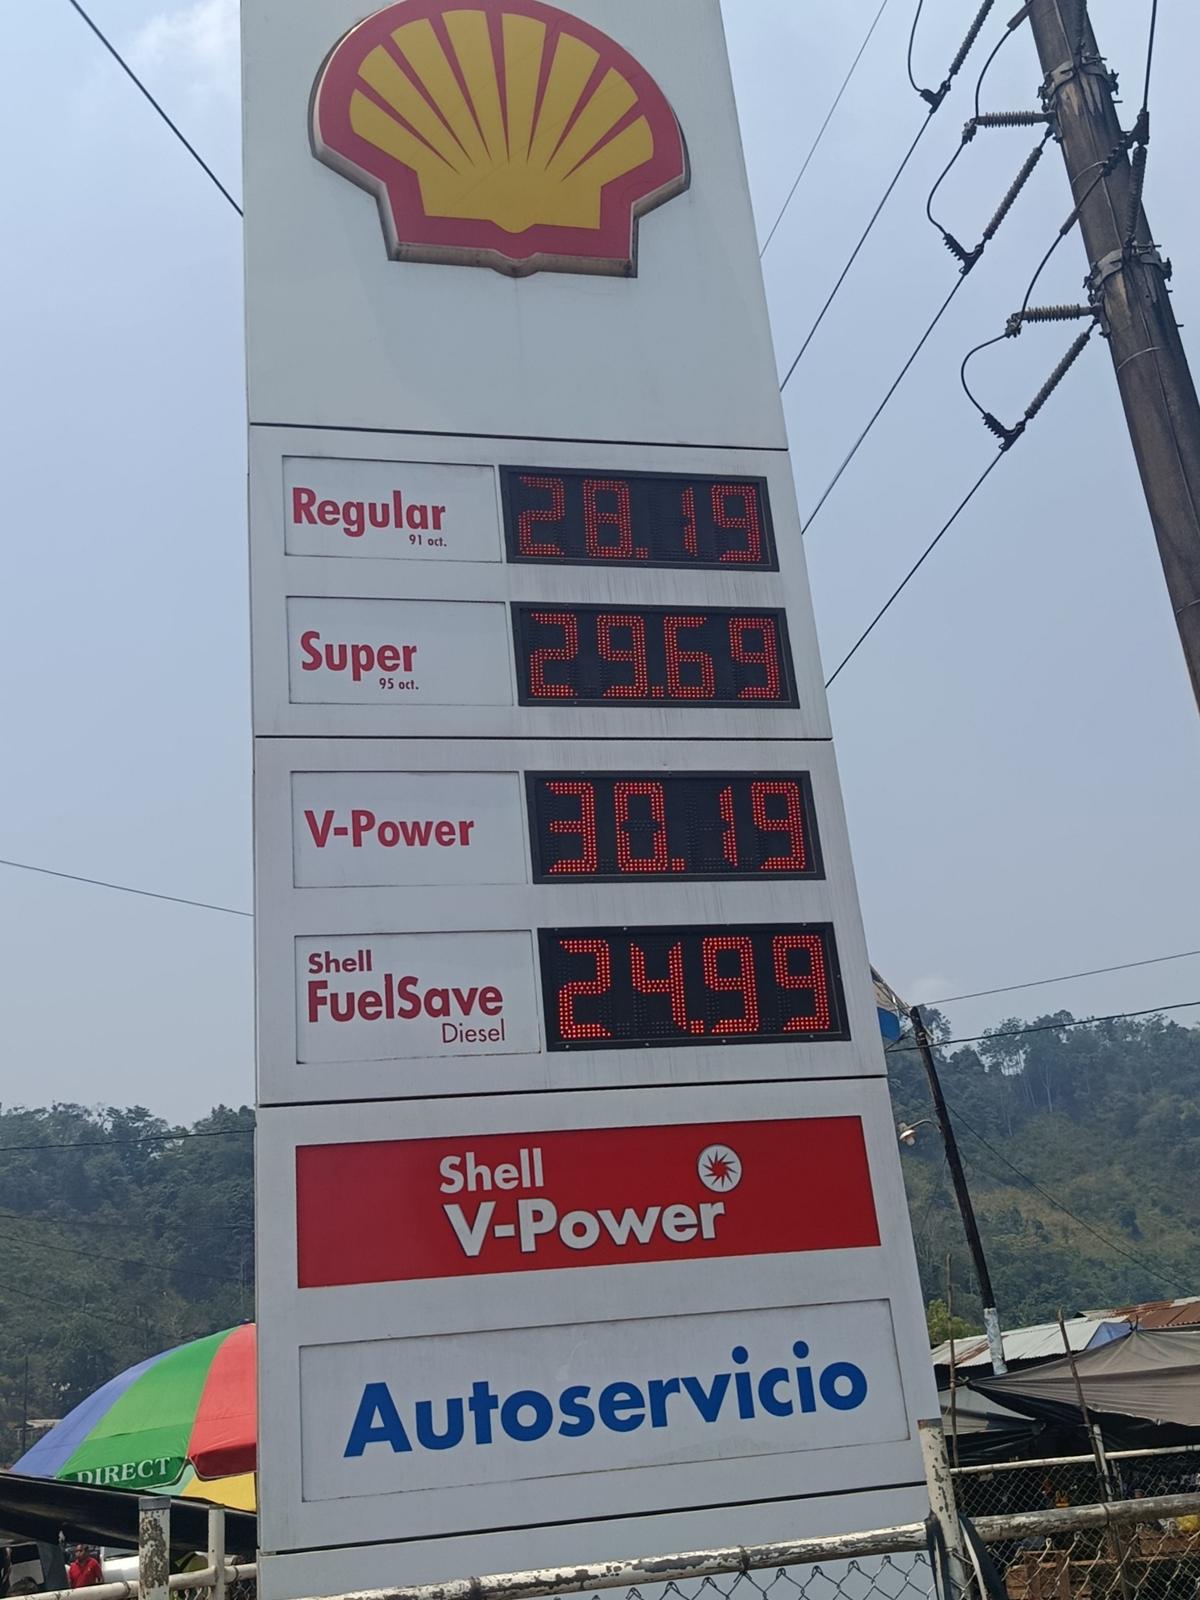 Regular 28.19
91 oct.
Super 29.69
95 oct.
V-Power 30.19
Shell
FuelSave 24.99
Diesel
Shell
V-Power
Autoservicio
DIRECT